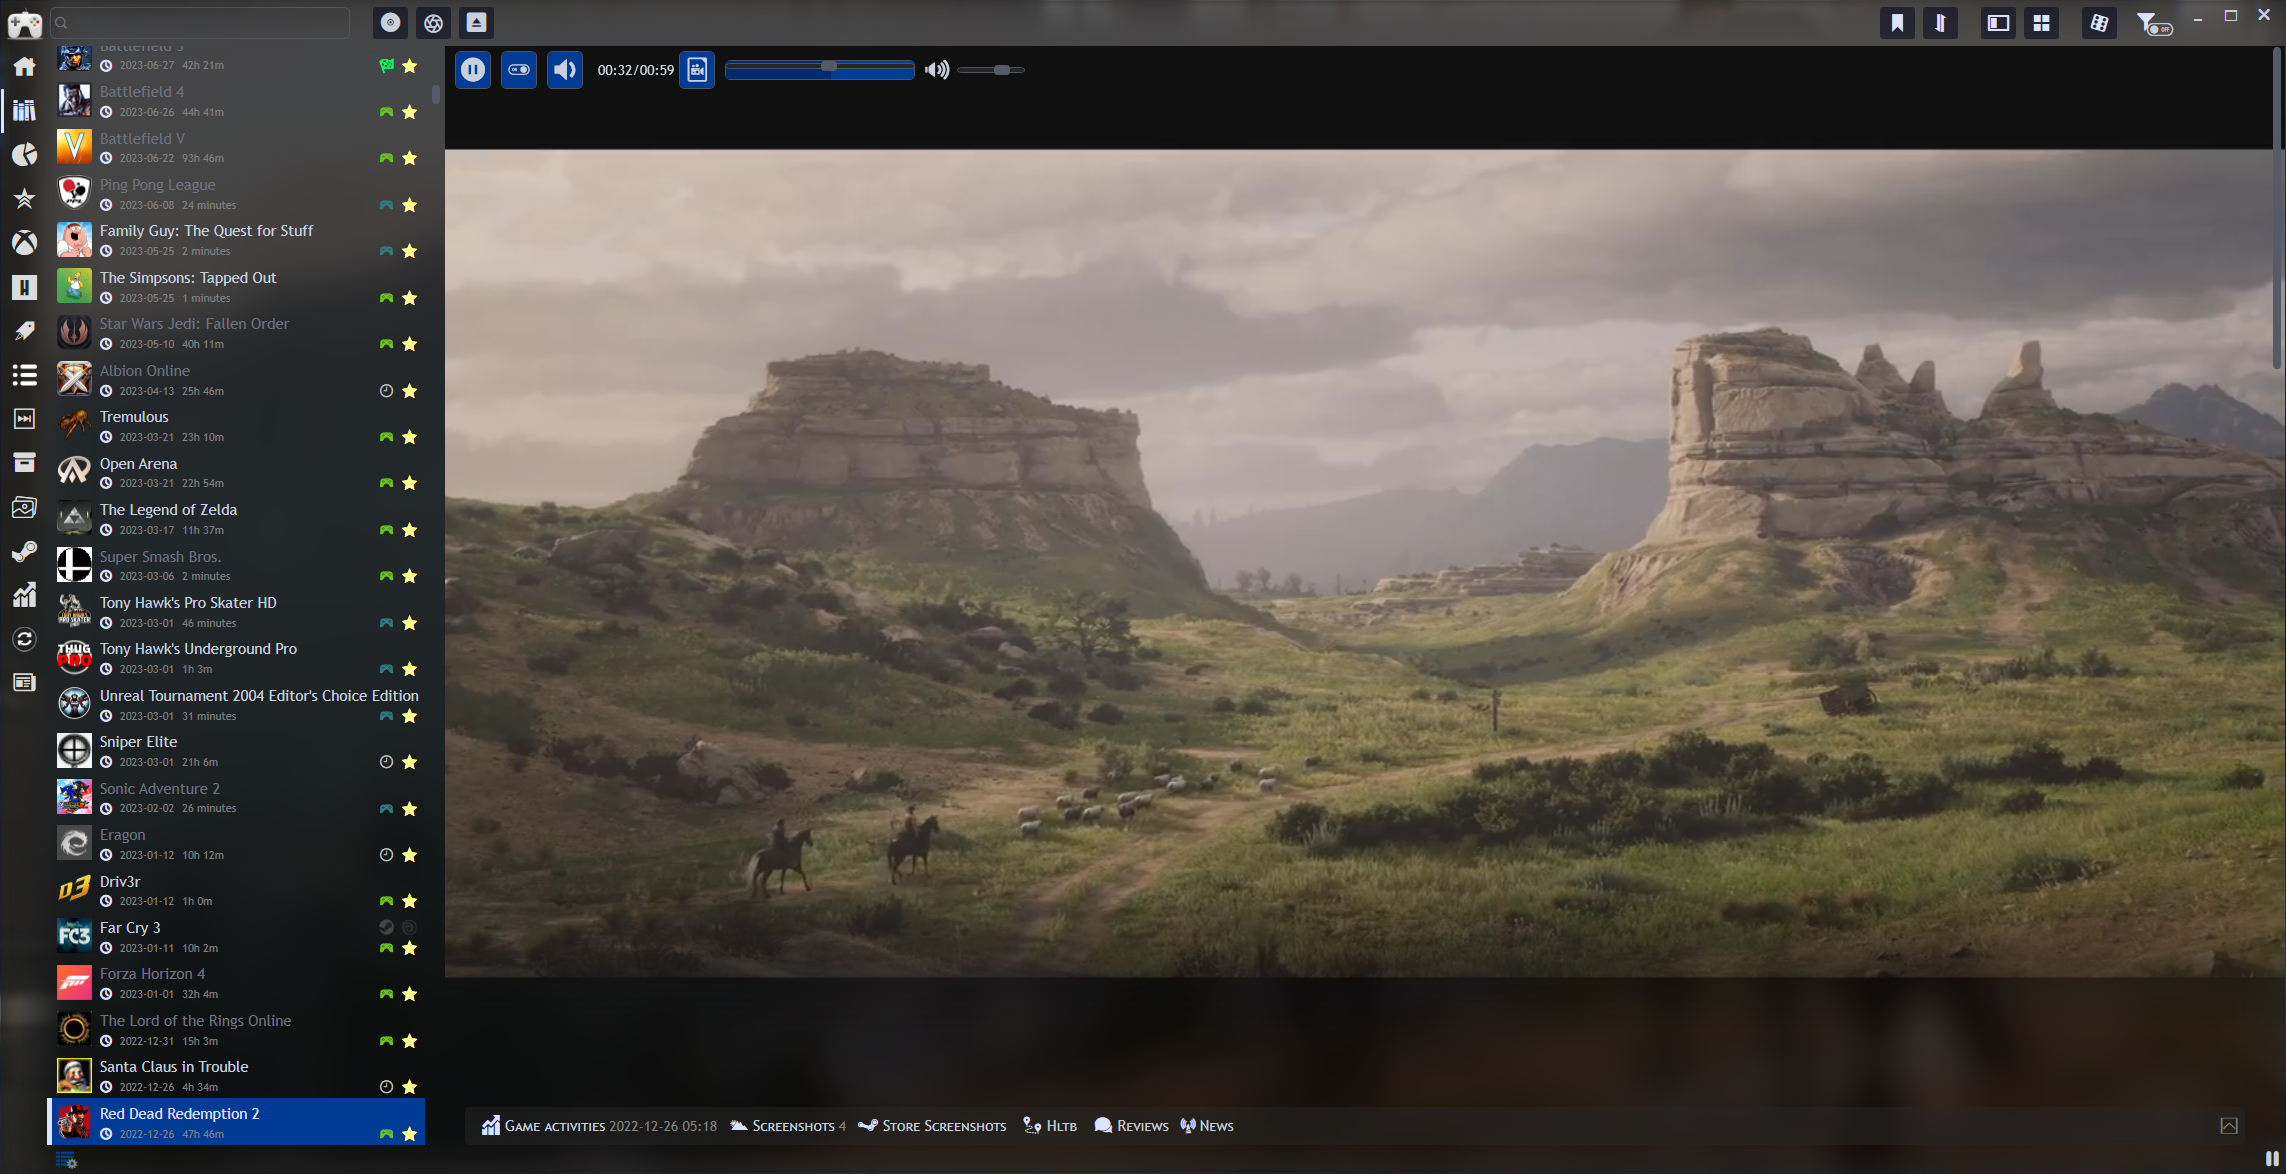 OFF
Battlefield 3
2023-06-27 42h 21m
Battlefield 4
2023-06-26 44h 41m
Battlefield V
2023-06-22 93h 46m
Ping Pong League
2023-06-08 24 minutes
Family Guy: The Quest for Stuff
2023-05-25 2 minutes
The Simpsons: Tapped Out
2023-05-25 1 minutes
Star Wars Jedi: Fallen Order
2023-05-10 40h 11m
Albion Online
2023-04-13 25h 46m
Tremulous
2023-03-21 23h 10m
Open Arena
2023-03-21 22h 54m
The Legend of Zelda
2023-03-17 11h 37m
Super Smash Bros.
2023-03-06 2 minutes
Tony Hawk's Pro Skater HD
2023-03-01 46 minutes
THUG
PRO
Tony Hawk's Underground Pro
2023-03-01 1h 3m
Unreal Tournament 2004 Editor's Choice Edition
2023-03-01 31 minutes
Sniper Elite
2023-03-01 21h 6m
Sonic Adventure 2
2023-02-02 26 minutes
Eragon
2023-01-12 10h 12m
D3
Driv3r
2023-01-12 1h 0m
FC3
Far Cry 3
2023-01-11 10h 2m
Forza Horizon 4
2023-01-01 32h 4m
The Lord of the Rings Online
2022-12-31 15h 3m
Santa Claus in Trouble
2022-12-26 4h 34m
Red Dead Redemption 2
2022-12-26 47h 46m
00:32/00:59
Game activities 2022-12-26 05:18 Screenshots 4 Store Screenshots Hltb Reviews News